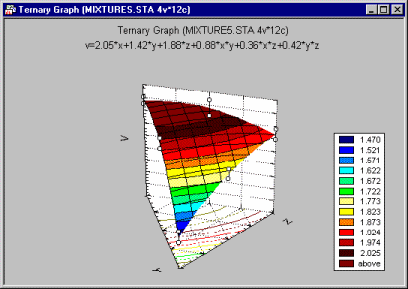 Ternary Graph (MIXTURE5.STA 4v*12c)
Ternary Graph (MIXTURE5.STA 4v*12c)
v=2.05*x+1.42*y+1.88*z+0.88*x*y+0.36*x*z+0.42*y*z
V
Z
1.470
1.521
1.571
1.622
1.672
1.722
1.773
1.823
1.873
1.024
1.974
2.025
above